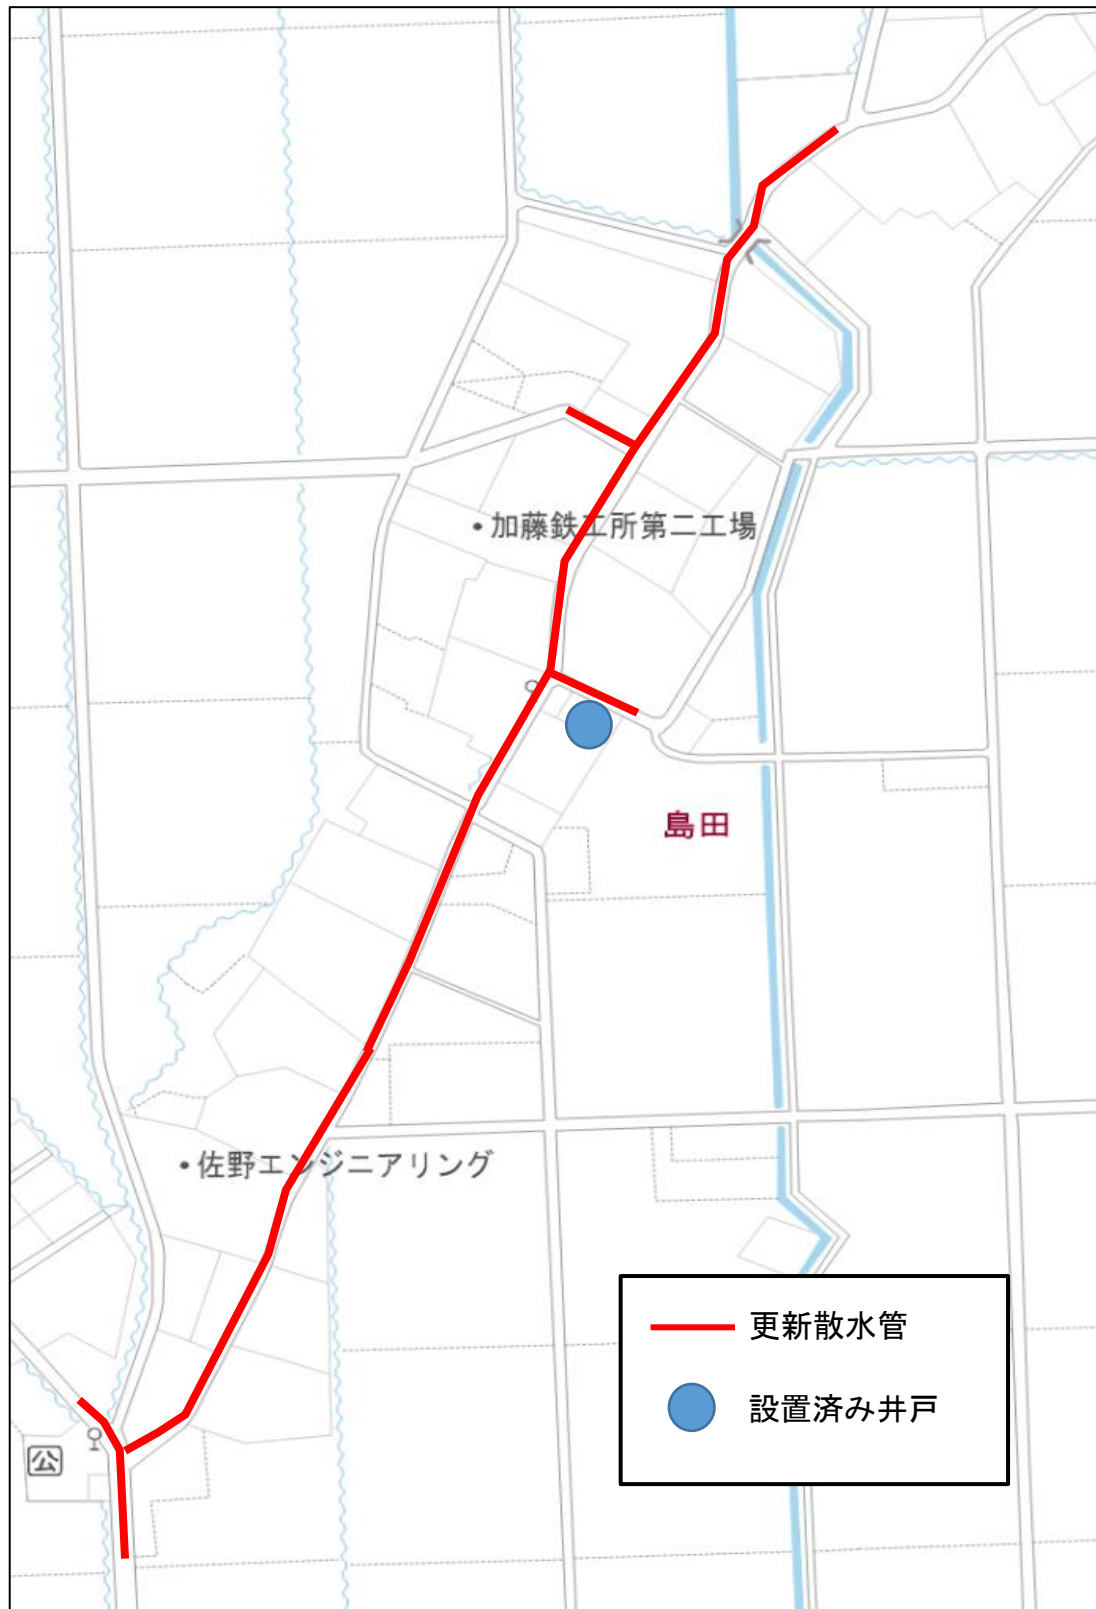 ・加藤鉄工所第二工場
島田
・佐野エンジニアリング
更新散水管
設置済み井戸
公